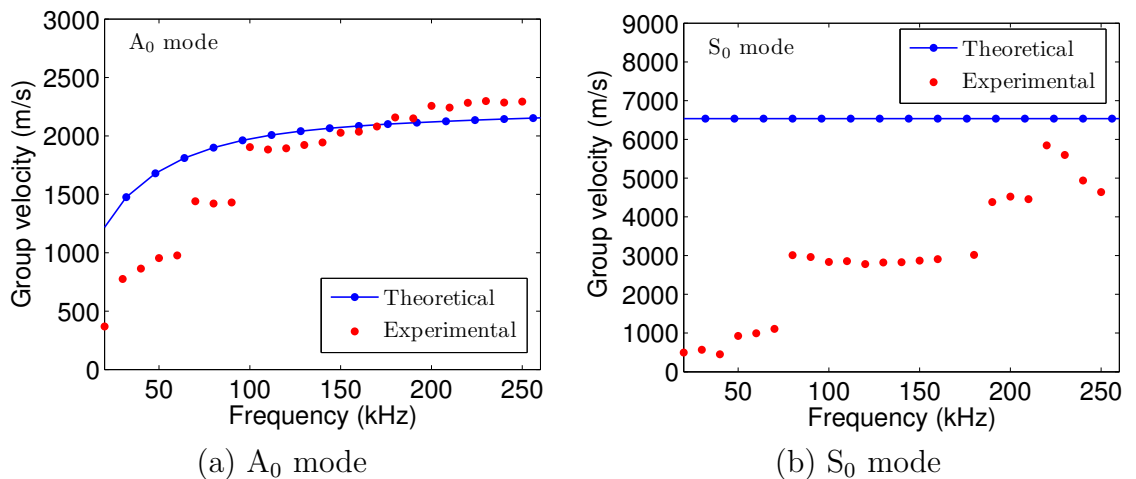 A₀ mode
Group velocity (m/s)
3000
2500
2000
1500
1000
500
0
Theoretical
Experimental
50 100 150 200 250
Frequency (kHz)
(a) A₀ mode
S₀ mode
Group velocity (m/s)
9000
8000
7000
6000
5000
4000
3000
2000
1000
0
Theoretical
Experimental
50 100 150 200 250
Frequency (kHz)
(b) S₀ mode